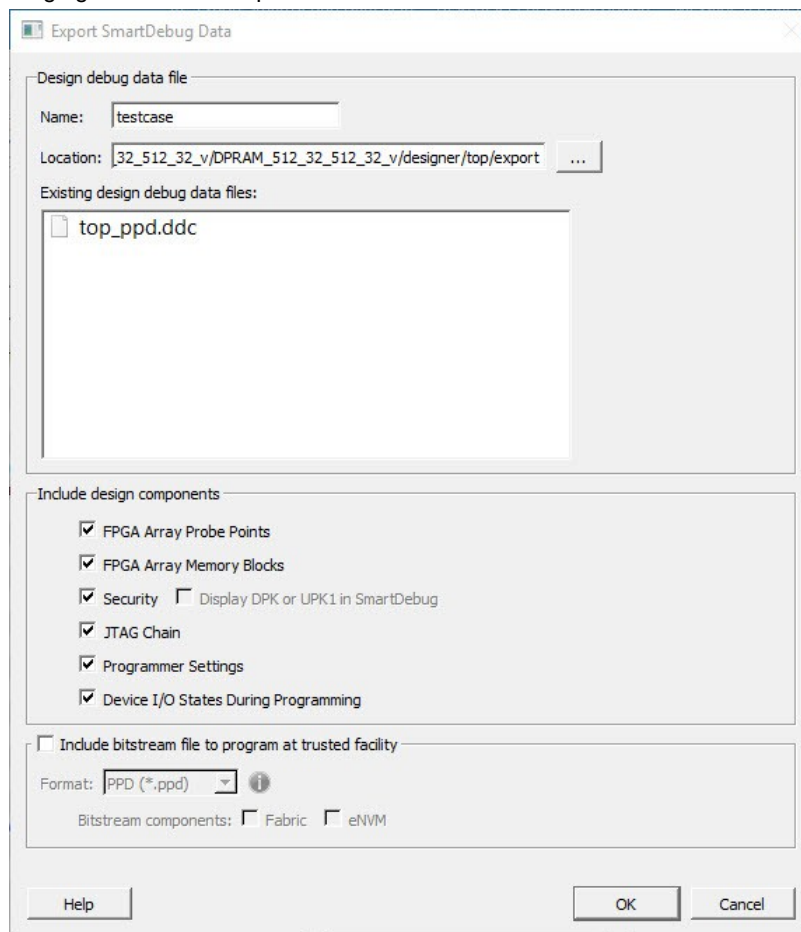 Export SmartDebug Data
Design debug data file
Name: testcase
Location: _32_512_32_v/DPRAM_512_32_512_32_v/designer/top/export ...
Existing design debug data files:
top_ppd.ddc
Include design components
FPGA Array Probe Points
FPGA Array Memory Blocks
Security Display DPK or UPK1 in SmartDebug
JTAG Chain
Programmer Settings
Device I/O States During Programming
Include bitstream file to program at trusted facility
Format: PPD (*.ppd)
Bitstream components: Fabric eNVM
Help OK Cancel